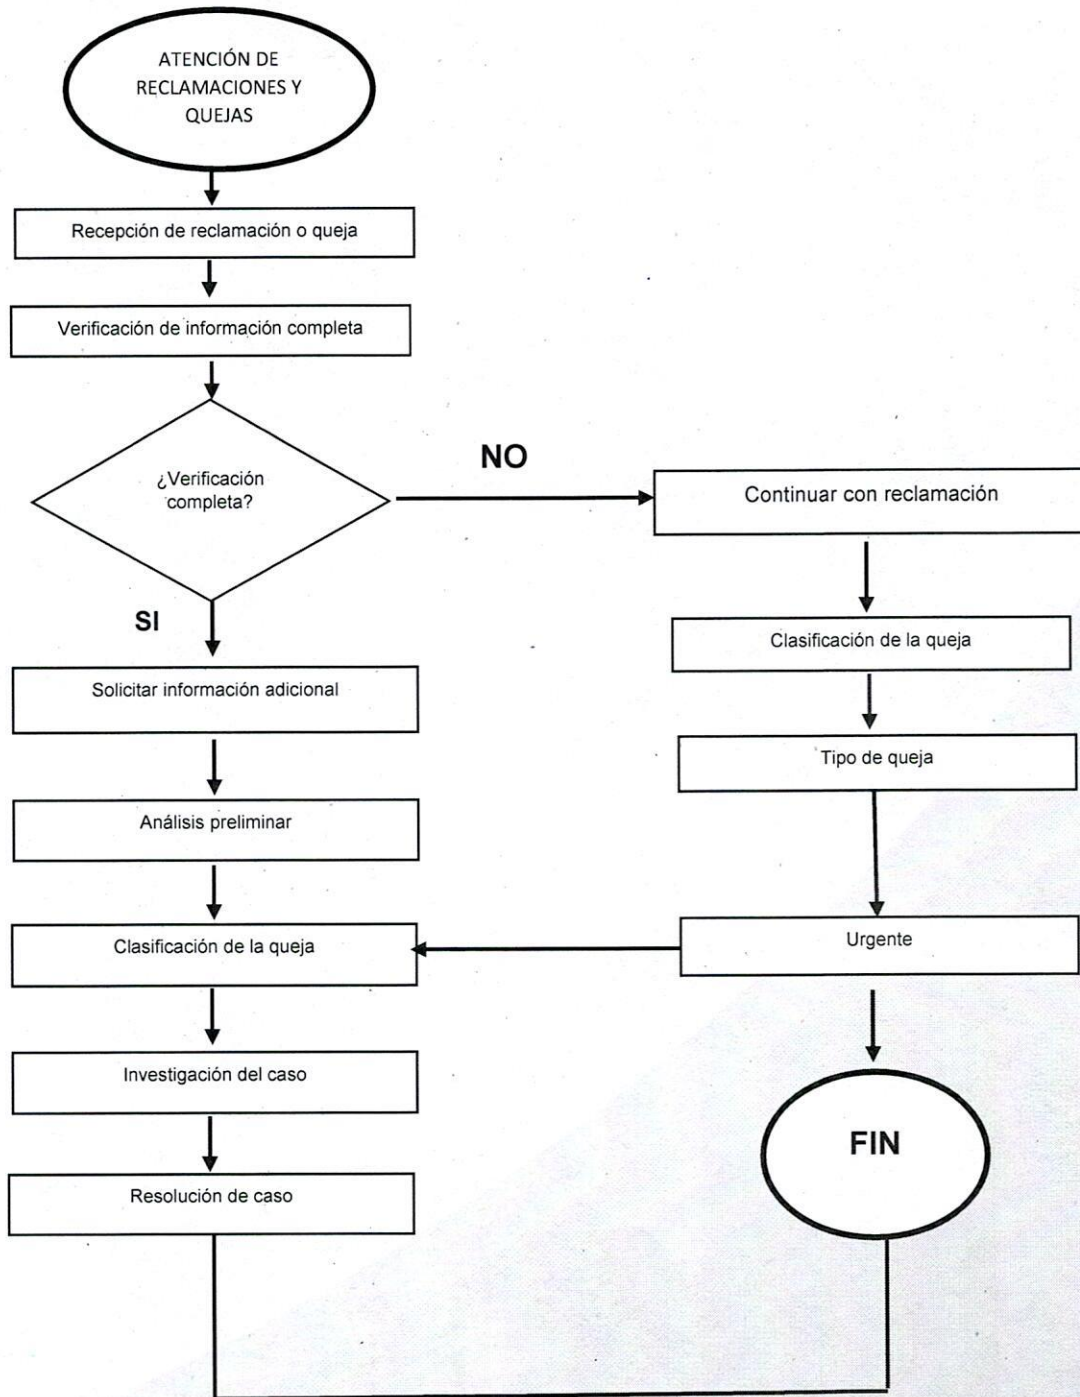 ATENCIÓN DE
RECLAMACIONES Y
QUEJAS
Recepción de reclamación o queja
Verificación de información completa
¿Verificación
completa?
NO
Continuar con reclamación
SI
Clasificación de la queja
Solicitar información adicional
Tipo de queja
Análisis preliminar
Clasificación de la queja
Urgente
Investigación del caso
FIN
Resolución de caso